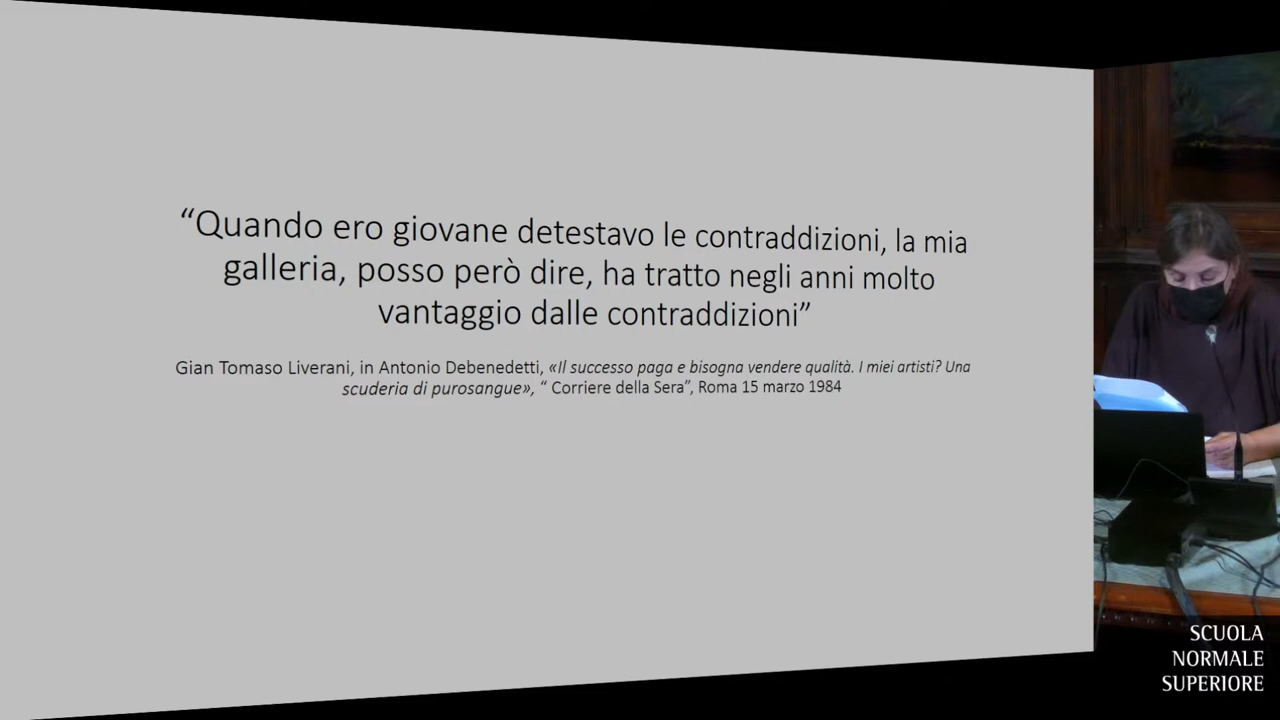 “Quando ero giovane detestavo le contraddizioni, la mia
galleria, posso però dire, ha tratto negli anni molto
vantaggio dalle contraddizioni”
Gian Tomaso Liverani, in Antonio Debenedetti, «Il successo paga e bisogna vendere qualità. I miei artisti? Una
scuderia di purosangue», “ Corriere della Sera”, Roma 15 marzo 1984
SCUOLA
NORMALE
SUPERIORE